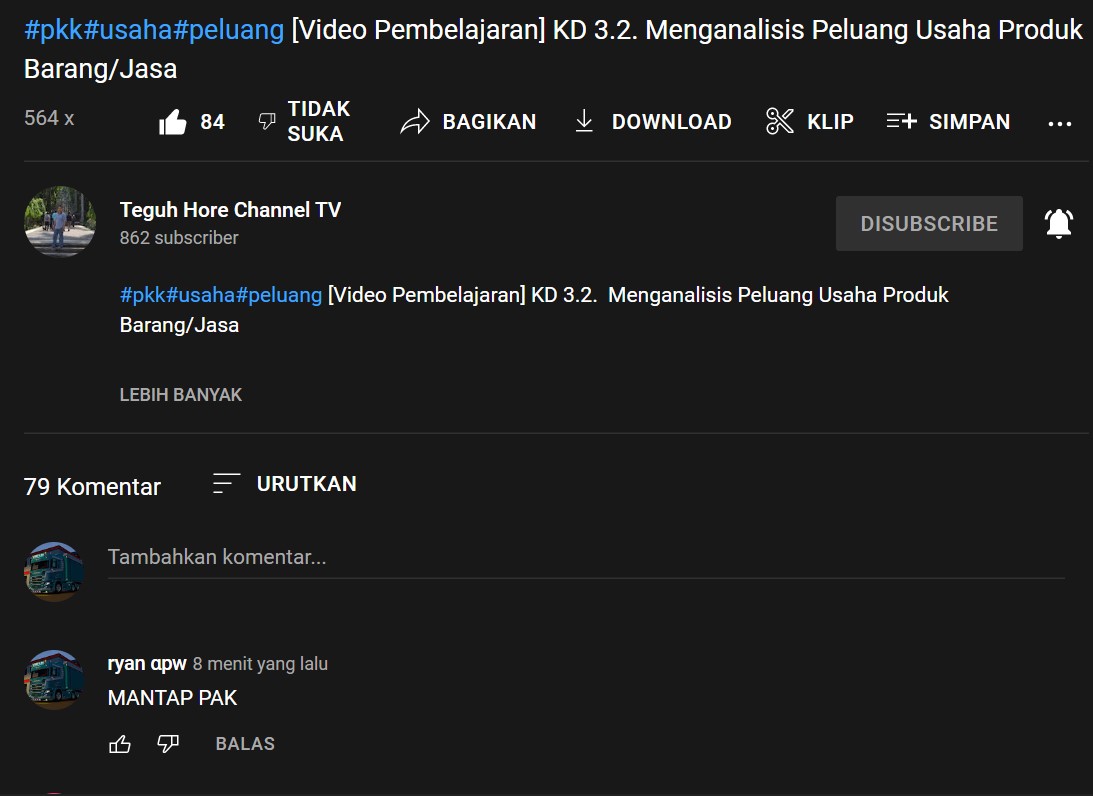 #pkk#usaha#peluang [Video Pembelajaran] KD 3.2. Menganalisis Peluang Usaha Produk
Barang/Jasa
564 x
84
TIDAK
SUKA
BAGIKAN
DOWNLOAD
KLIP
SIMPAN
Teguh Hore Channel TV
862 subscriber
DISUBSCRIBE
#pkk#usaha#peluang [Video Pembelajaran] KD 3.2.  Menganalisis Peluang Usaha Produk
Barang/Jasa
LEBIH BANYAK
79 Komentar
URUTKAN
Tambahkan komentar...
ryan ɑpw 8 menit yang lalu
MANTAP PAK
BALAS